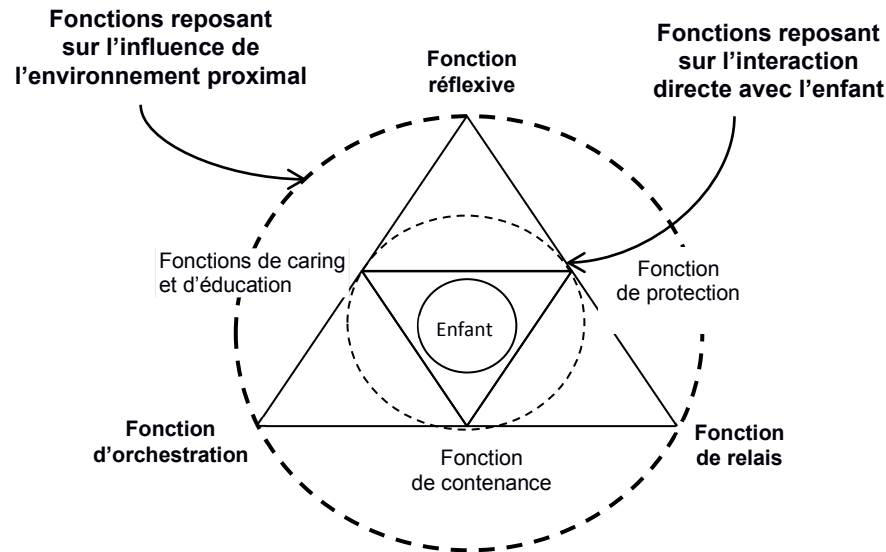 Fonctions reposant
sur l’influence de
l’environnement proximal
Fonction
réflexive
Fonctions reposant
sur l’interaction
directe avec l’enfant
Fonctions de caring
et d’éducation
Fonction
de protection
Enfant
Fonction
d’orchestration
Fonction
de contenance
Fonction
de relais